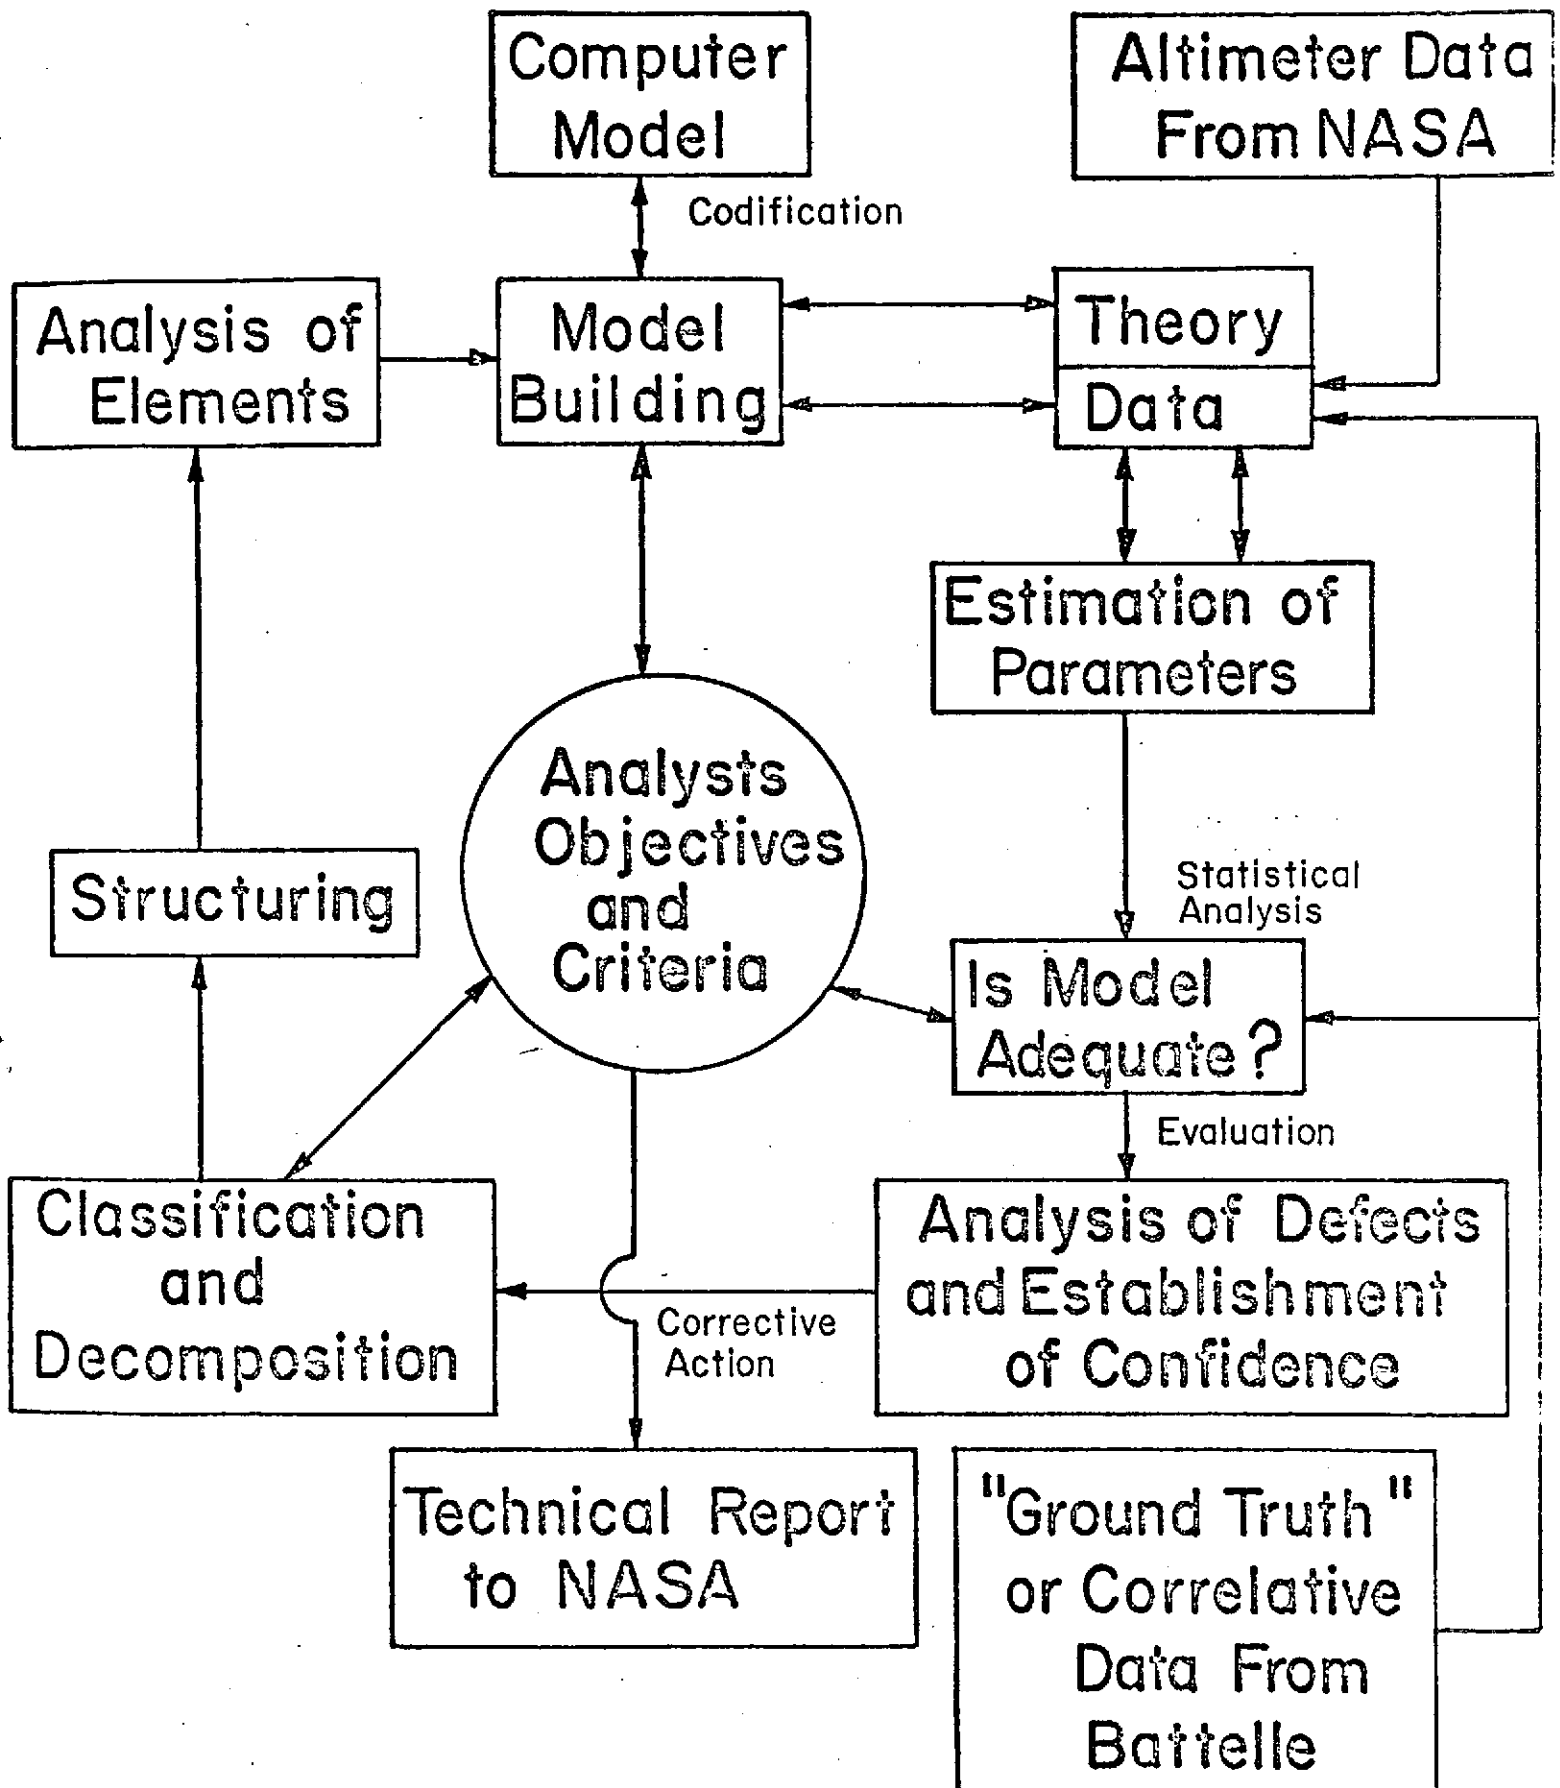 Computer
Model
Altimeter Data
From NASA
Codification
Analysis of
Elements
Model
Building
Theory
Data
Estimation of
Parameters
Analysts
Objectives
and
Criteria
Structuring
Statistical
Analysis
Is Model
Adequate?
Evaluation
Classification
and
Decomposition
Analysis of Defects
and Establishment
of Confidence
Corrective
Action
Technical Report
to NASA
"Ground Truth"
or Correlative
Data From
Battelle